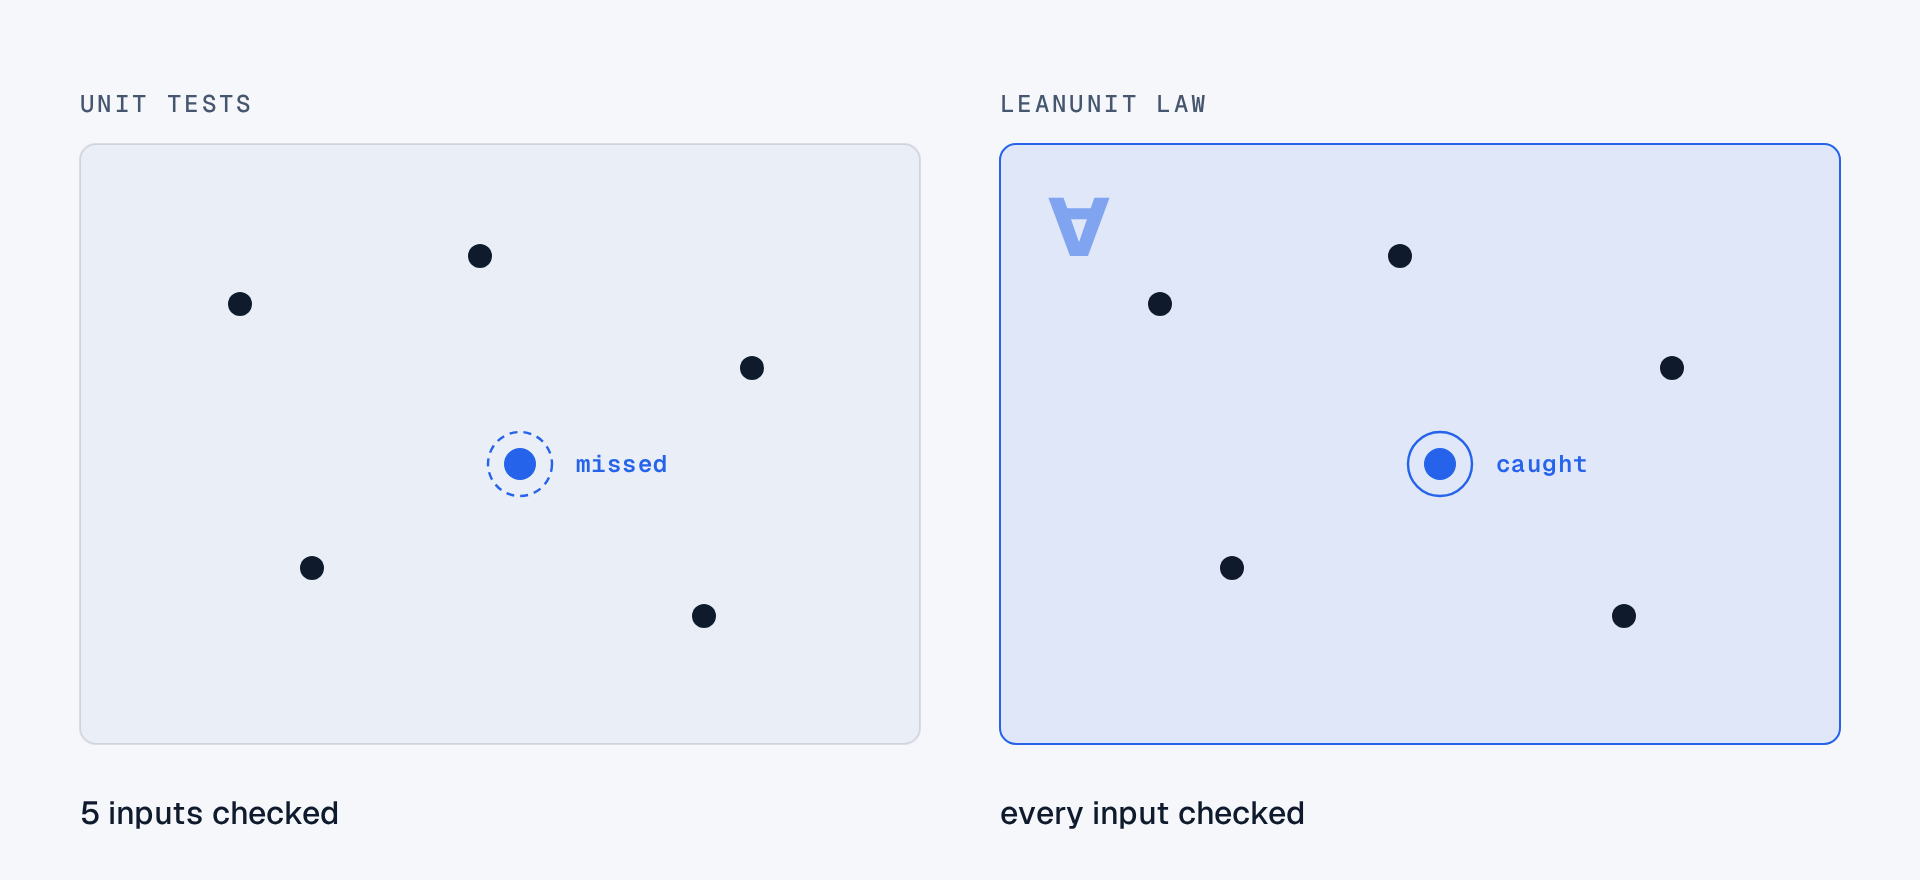 UNIT TESTS
missed
5 inputs checked
LEANUNIT LAW
∀
caught
every input checked